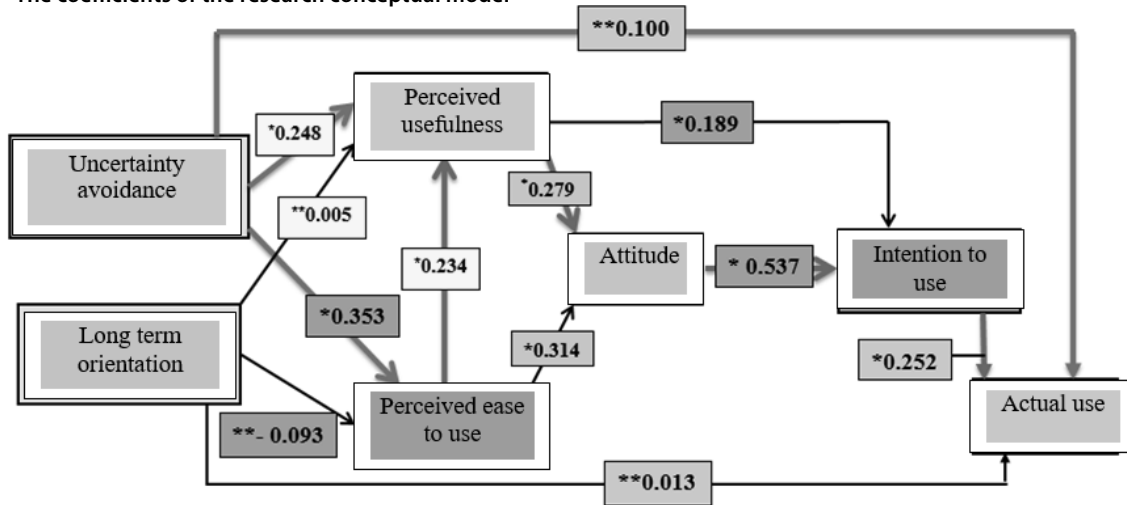 The coefficients of the research conceptual model
**0.100
Perceived
usefulness
*0.248
*0.189
Uncertainty
avoidance
*0.279
**0.005
Attitude
* 0.537
Intention to
use
*0.234
*0.353
Long term
orientation
*0.314
*0.252
Perceived ease
to use
Actual use
**- 0.093
**0.013